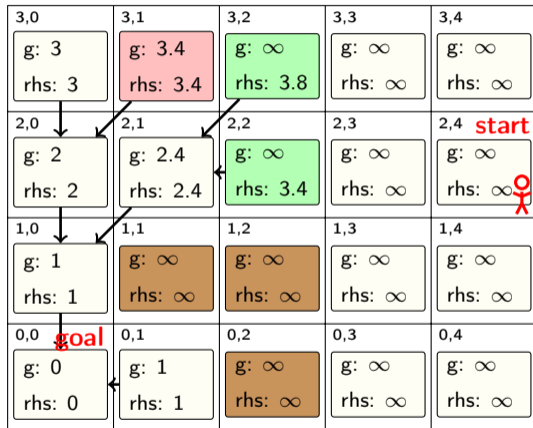 3,0 3,1 3,2 3,3 3,4
g: 3 g: 3.4 g: ∞ g: ∞ g: ∞
rhs: 3 rhs: 3.4 rhs: 3.8 rhs: ∞ rhs: ∞
2,0 2,1 2,2 2,3 2,4 start
g: 2 g: 2.4 g: ∞ g: ∞ g: ∞
rhs: 2 rhs: 2.4 rhs: 3.4 rhs: ∞ rhs: ∞
1,0 1,1 1,2 1,3 1,4
g: 1 g: ∞ g: ∞ g: ∞ g: ∞
rhs: 1 rhs: ∞ rhs: ∞ rhs: ∞ rhs: ∞
0,0 goal 0,1 0,2 0,3 0,4
g: 0 g: 1 g: ∞ g: ∞ g: ∞
rhs: 0 rhs: 1 rhs: ∞ rhs: ∞ rhs: ∞